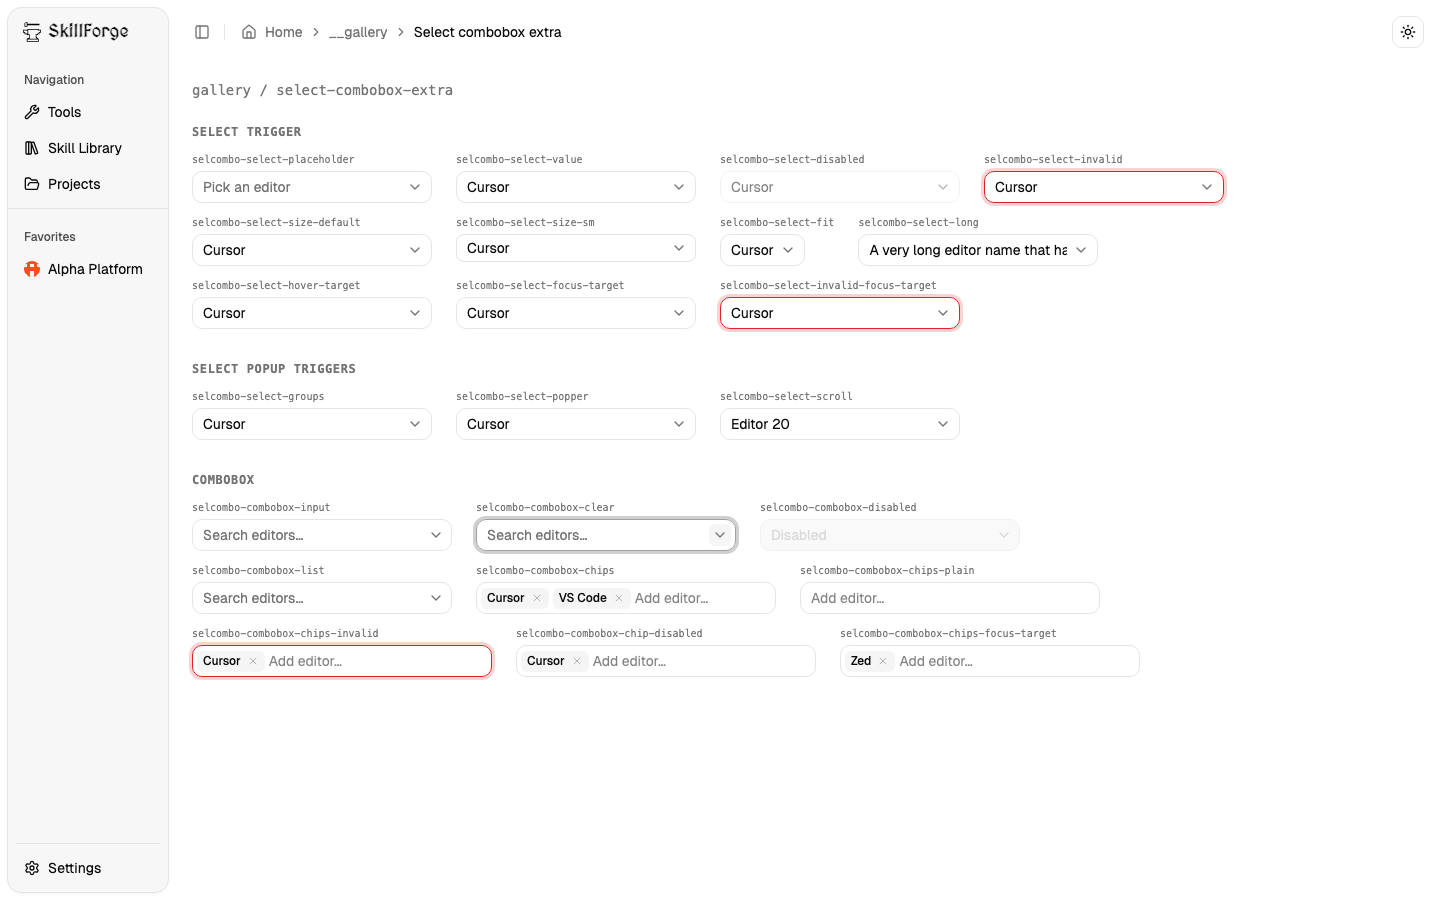 SkillForge
Home > __gallery > Select combobox extra
Navigation
Tools
Skill Library
Projects
Favorites
Alpha Platform
Settings
gallery / select-combobox-extra
SELECT TRIGGER
selcombo-select-placeholder selcombo-select-value selcombo-select-disabled selcombo-select-invalid
Pick an editor Cursor Cursor Cursor
selcombo-select-size-default selcombo-select-size-sm selcombo-select-fit selcombo-select-long
Cursor Cursor Cursor A very long editor name that ha
selcombo-select-hover-target selcombo-select-focus-target selcombo-select-invalid-focus-target
Cursor Cursor Cursor
SELECT POPUP TRIGGERS
selcombo-select-groups selcombo-select-popper selcombo-select-scroll
Cursor Cursor Editor 20
COMBOBOX
selcombo-combobox-input selcombo-combobox-clear selcombo-combobox-disabled
Search editors... Search editors... Disabled
selcombo-combobox-list selcombo-combobox-chips selcombo-combobox-chips-plain
Search editors... Cursor VS Code Add editor... Add editor...
selcombo-combobox-chips-invalid selcombo-combobox-chip-disabled selcombo-combobox-chips-focus-target
Cursor Add editor... Cursor Add editor... Zed Add editor...